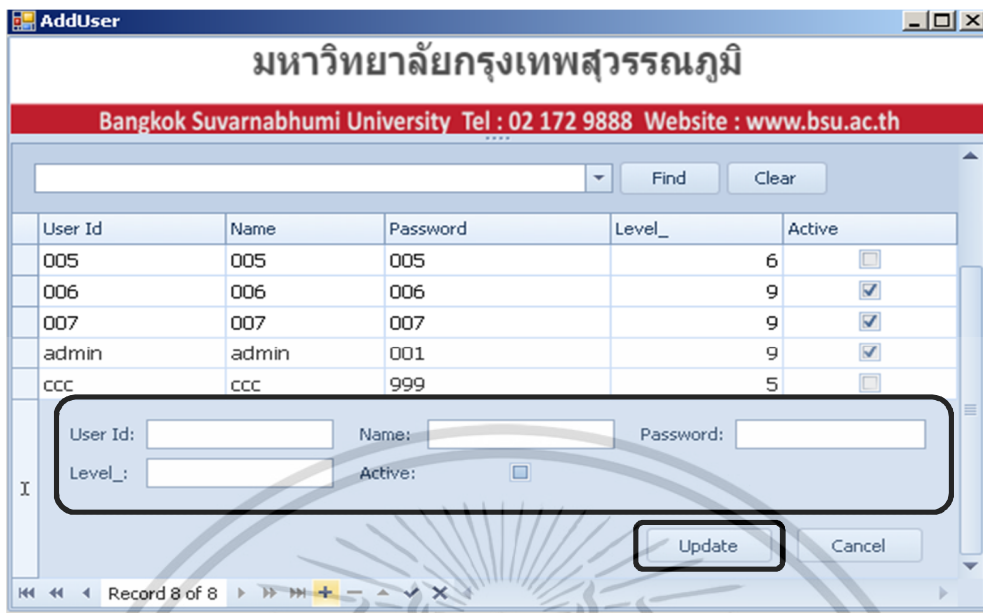 AddUser
มหาวิทยาลัยกรุงเทพสุวรรณภูมิ
Bangkok Suvarnabhumi University Tel : 02 172 9888 Website : www.bsu.ac.th
Find Clear
User Id Name Password Level_ Active
005 005 005 6
006 006 006 9
007 007 007 9
admin admin 001 9
ccc ccc 999 5
User Id: Name: Password:
Level_: Active:
Update Cancel
Record 8 of 8